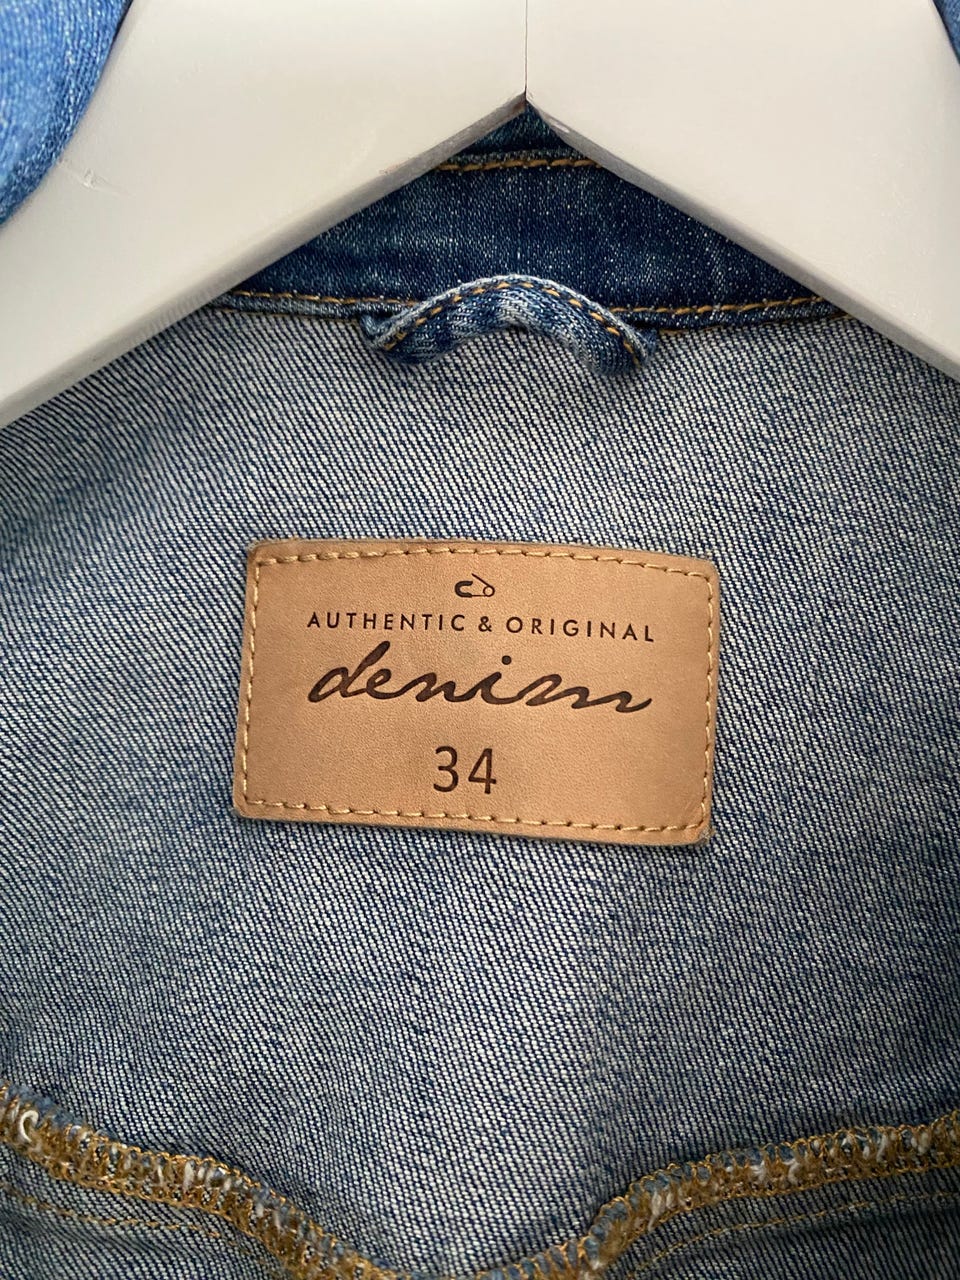 AUTHENTIC & ORIGINAL
denim
34